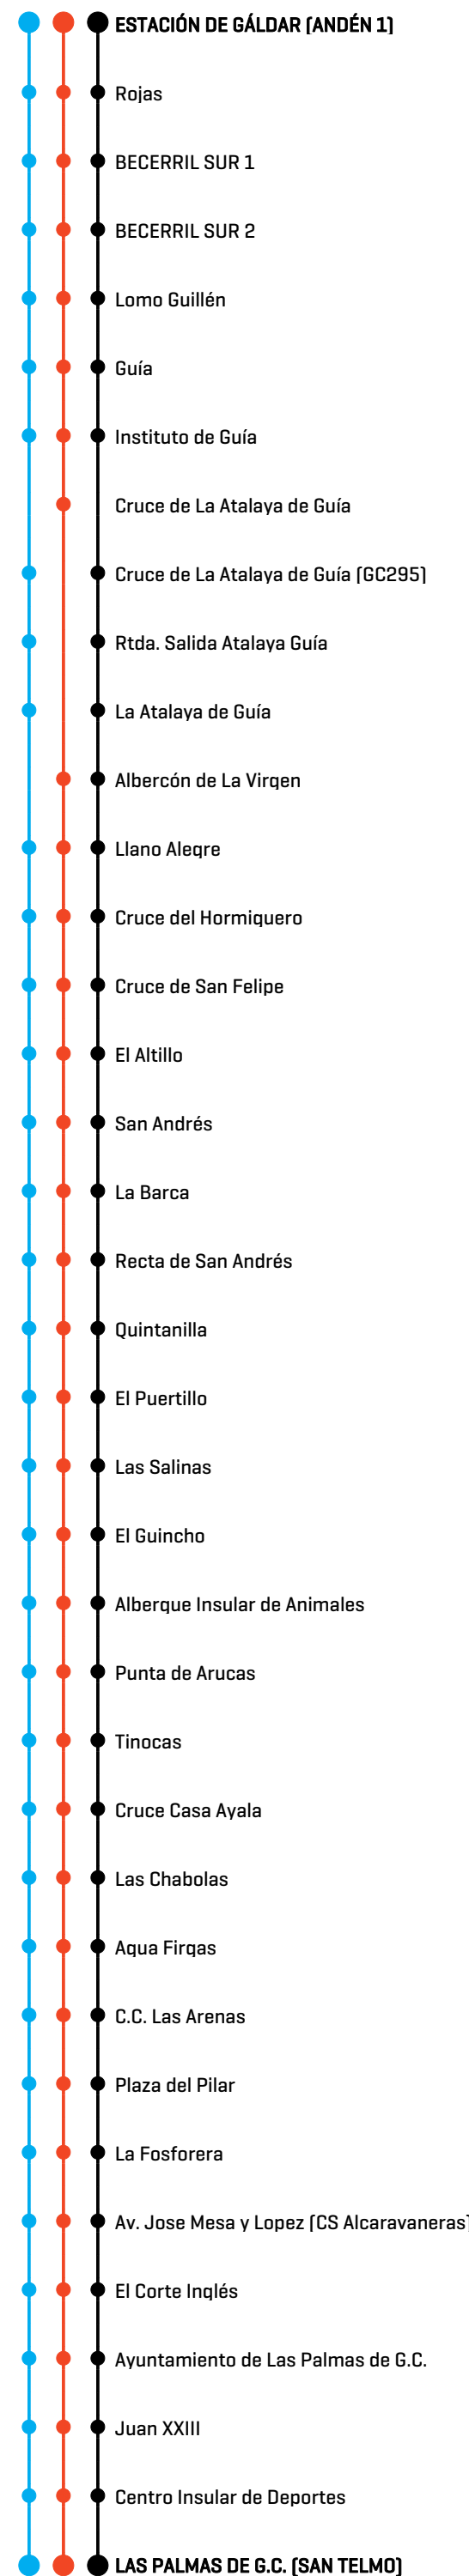 ESTACIÓN DE GÁLDAR (ANDÉN 1)
Rojas
BECERRIL SUR 1
BECERRIL SUR 2
Lomo Guillén
Guía
Instituto de Guía
Cruce de La Atalaya de Guía
Cruce de La Atalaya de Guía (GC295)
Rtda. Salida Atalaya Guía
La Atalaya de Guía
Albercón de La Virgen
Llano Alegre
Cruce del Hormiguero
Cruce de San Felipe
El Altillo
San Andrés
La Barca
Recta de San Andrés
Quintanilla
El Puertillo
Las Salinas
El Guincho
Albergue Insular de Animales
Punta de Arucas
Tinocas
Cruce Casa Ayala
Las Chabolas
Agua Firgas
C.C. Las Arenas
Plaza del Pilar
La Fosforera
Av. Jose Mesa y Lopez (CS Alcaravaneras)
El Corte Inglés
Ayuntamiento de Las Palmas de G.C.
Juan XXIII
Centro Insular de Deportes
LAS PALMAS DE G.C. (SAN TELMO)